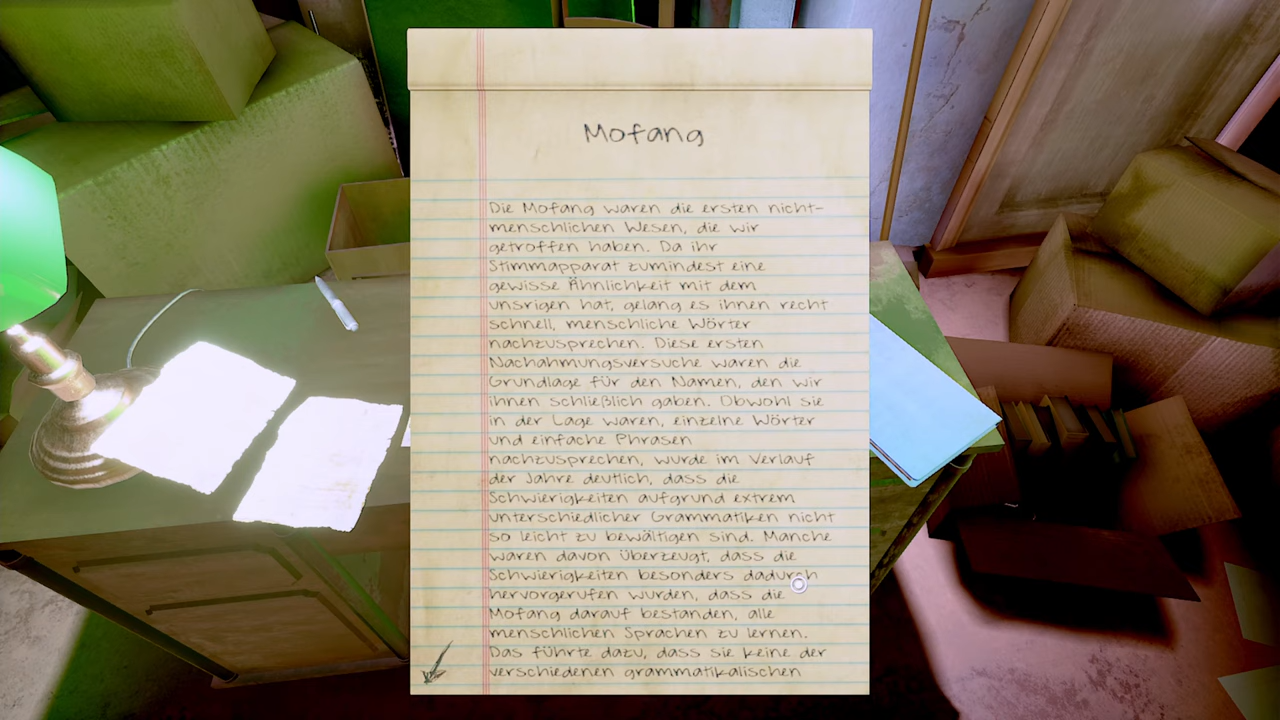 Mofang
Die Mofang waren die ersten nicht-
menschlichen Wesen, die wir
getroffen haben. Da ihr
Stimmapparat zumindest eine
gewisse Ähnlichkeit mit dem
unsrigen hat, gelang es ihnen recht
schnell, menschliche Wörter
nachzusprechen. Diese ersten
Nachahmungsversuche waren die
Grundlage für den Namen, den wir
ihnen schließlich gaben. Obwohl sie
in der Lage waren, einzelne Wörter
und einfache Phrasen
nachzusprechen, wurde im Verlauf
der Jahre deutlich, dass die
Schwierigkeiten aufgrund extrem
unterschiedlicher Grammatiken nicht
so leicht zu bewältigen sind. Manche
waren davon überzeugt, dass die
Schwierigkeiten besonders dadurch
hervorgerufen wurden, dass die
Mofang darauf bestanden, alle
menschlichen Sprachen zu lernen.
Das führte dazu, dass sie keine der
verschiedenen grammatikalischen